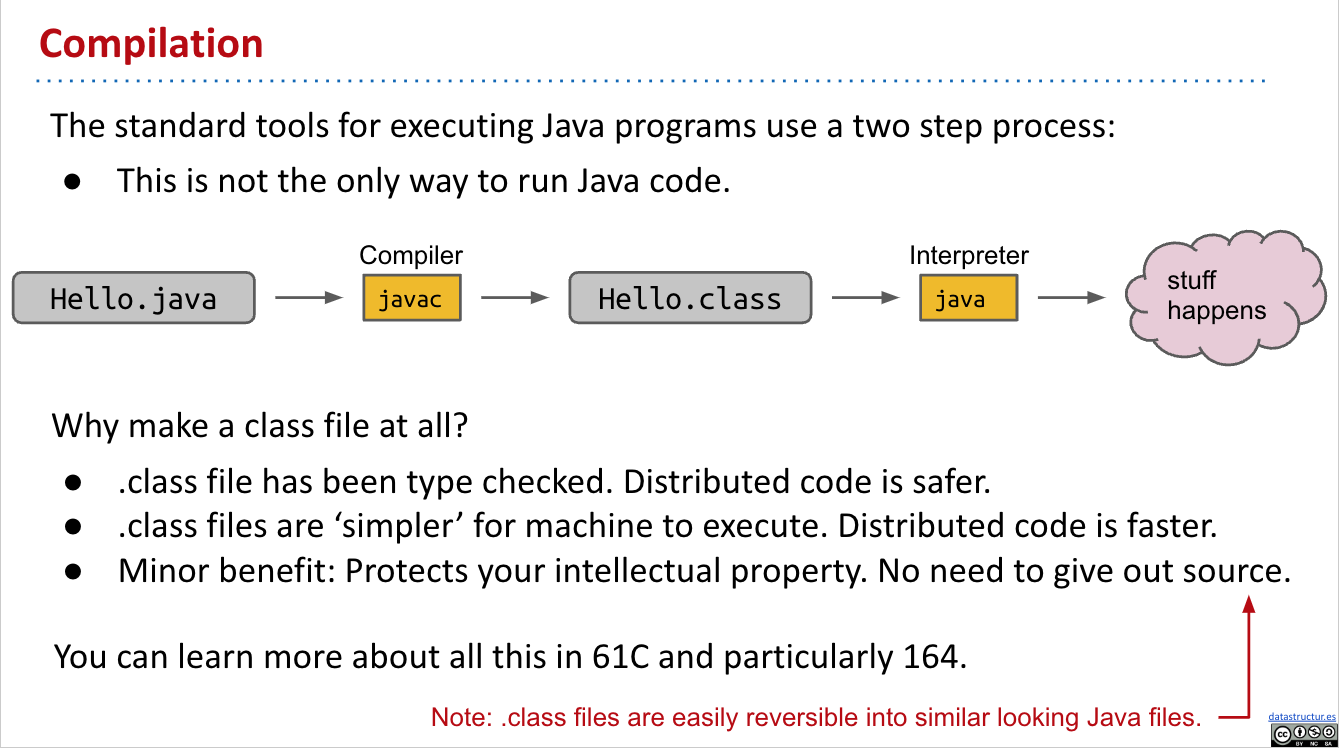 Compilation
The standard tools for executing Java programs use a two step process:
● This is not the only way to run Java code.
Compiler
Interpreter
Hello.java
javac
Hello.class
java
stuff
happens
Why make a class file at all?
● .class file has been type checked. Distributed code is safer.
● .class files are ‘simpler’ for machine to execute. Distributed code is faster.
● Minor benefit: Protects your intellectual property. No need to give out source.
You can learn more about all this in 61C and particularly 164.
Note: .class files are easily reversible into similar looking Java files.
datastructur.es
cc
BY NC SA